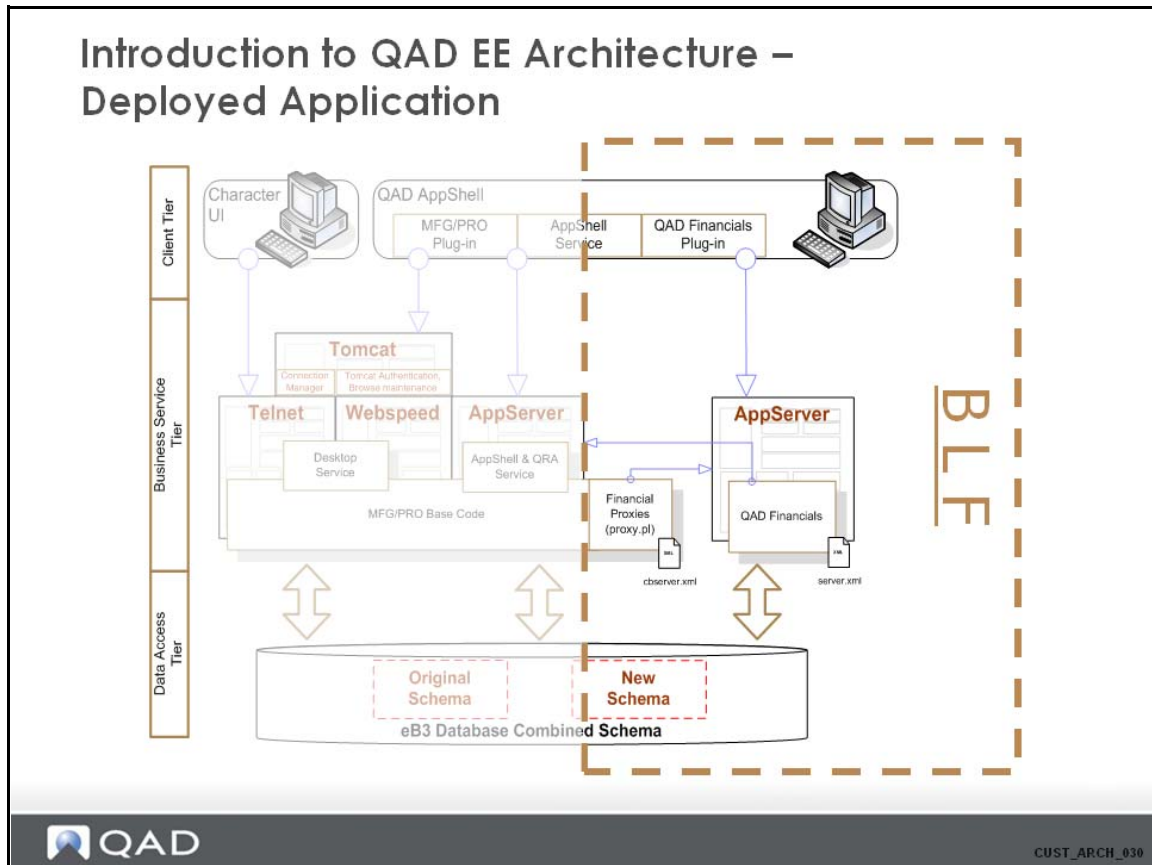 Introduction to QAD EE Architecture –
Deployed Application
Client Tier
Business Service
Tier
Data Access
Tier
Character
UI
QAD AppShell
MFG/PRO
Plug-in
AppShell
Service
QAD Financials
Plug-in
Tomcat
Connection
Manager
Tomcat Authentication,
Browse maintenance
Telnet
Webspeed
AppServer
Desktop
Service
AppShell & QRA
Service
MFG/PRO Base Code
Financial
Proxies
(proxy.pl)
XML
cbserver.xml
AppServer
QAD Financials
XML
server.xml
BLF
Original
Schema
New
Schema
eB3 Database Combined Schema
QAD
CUST_ARCH_030